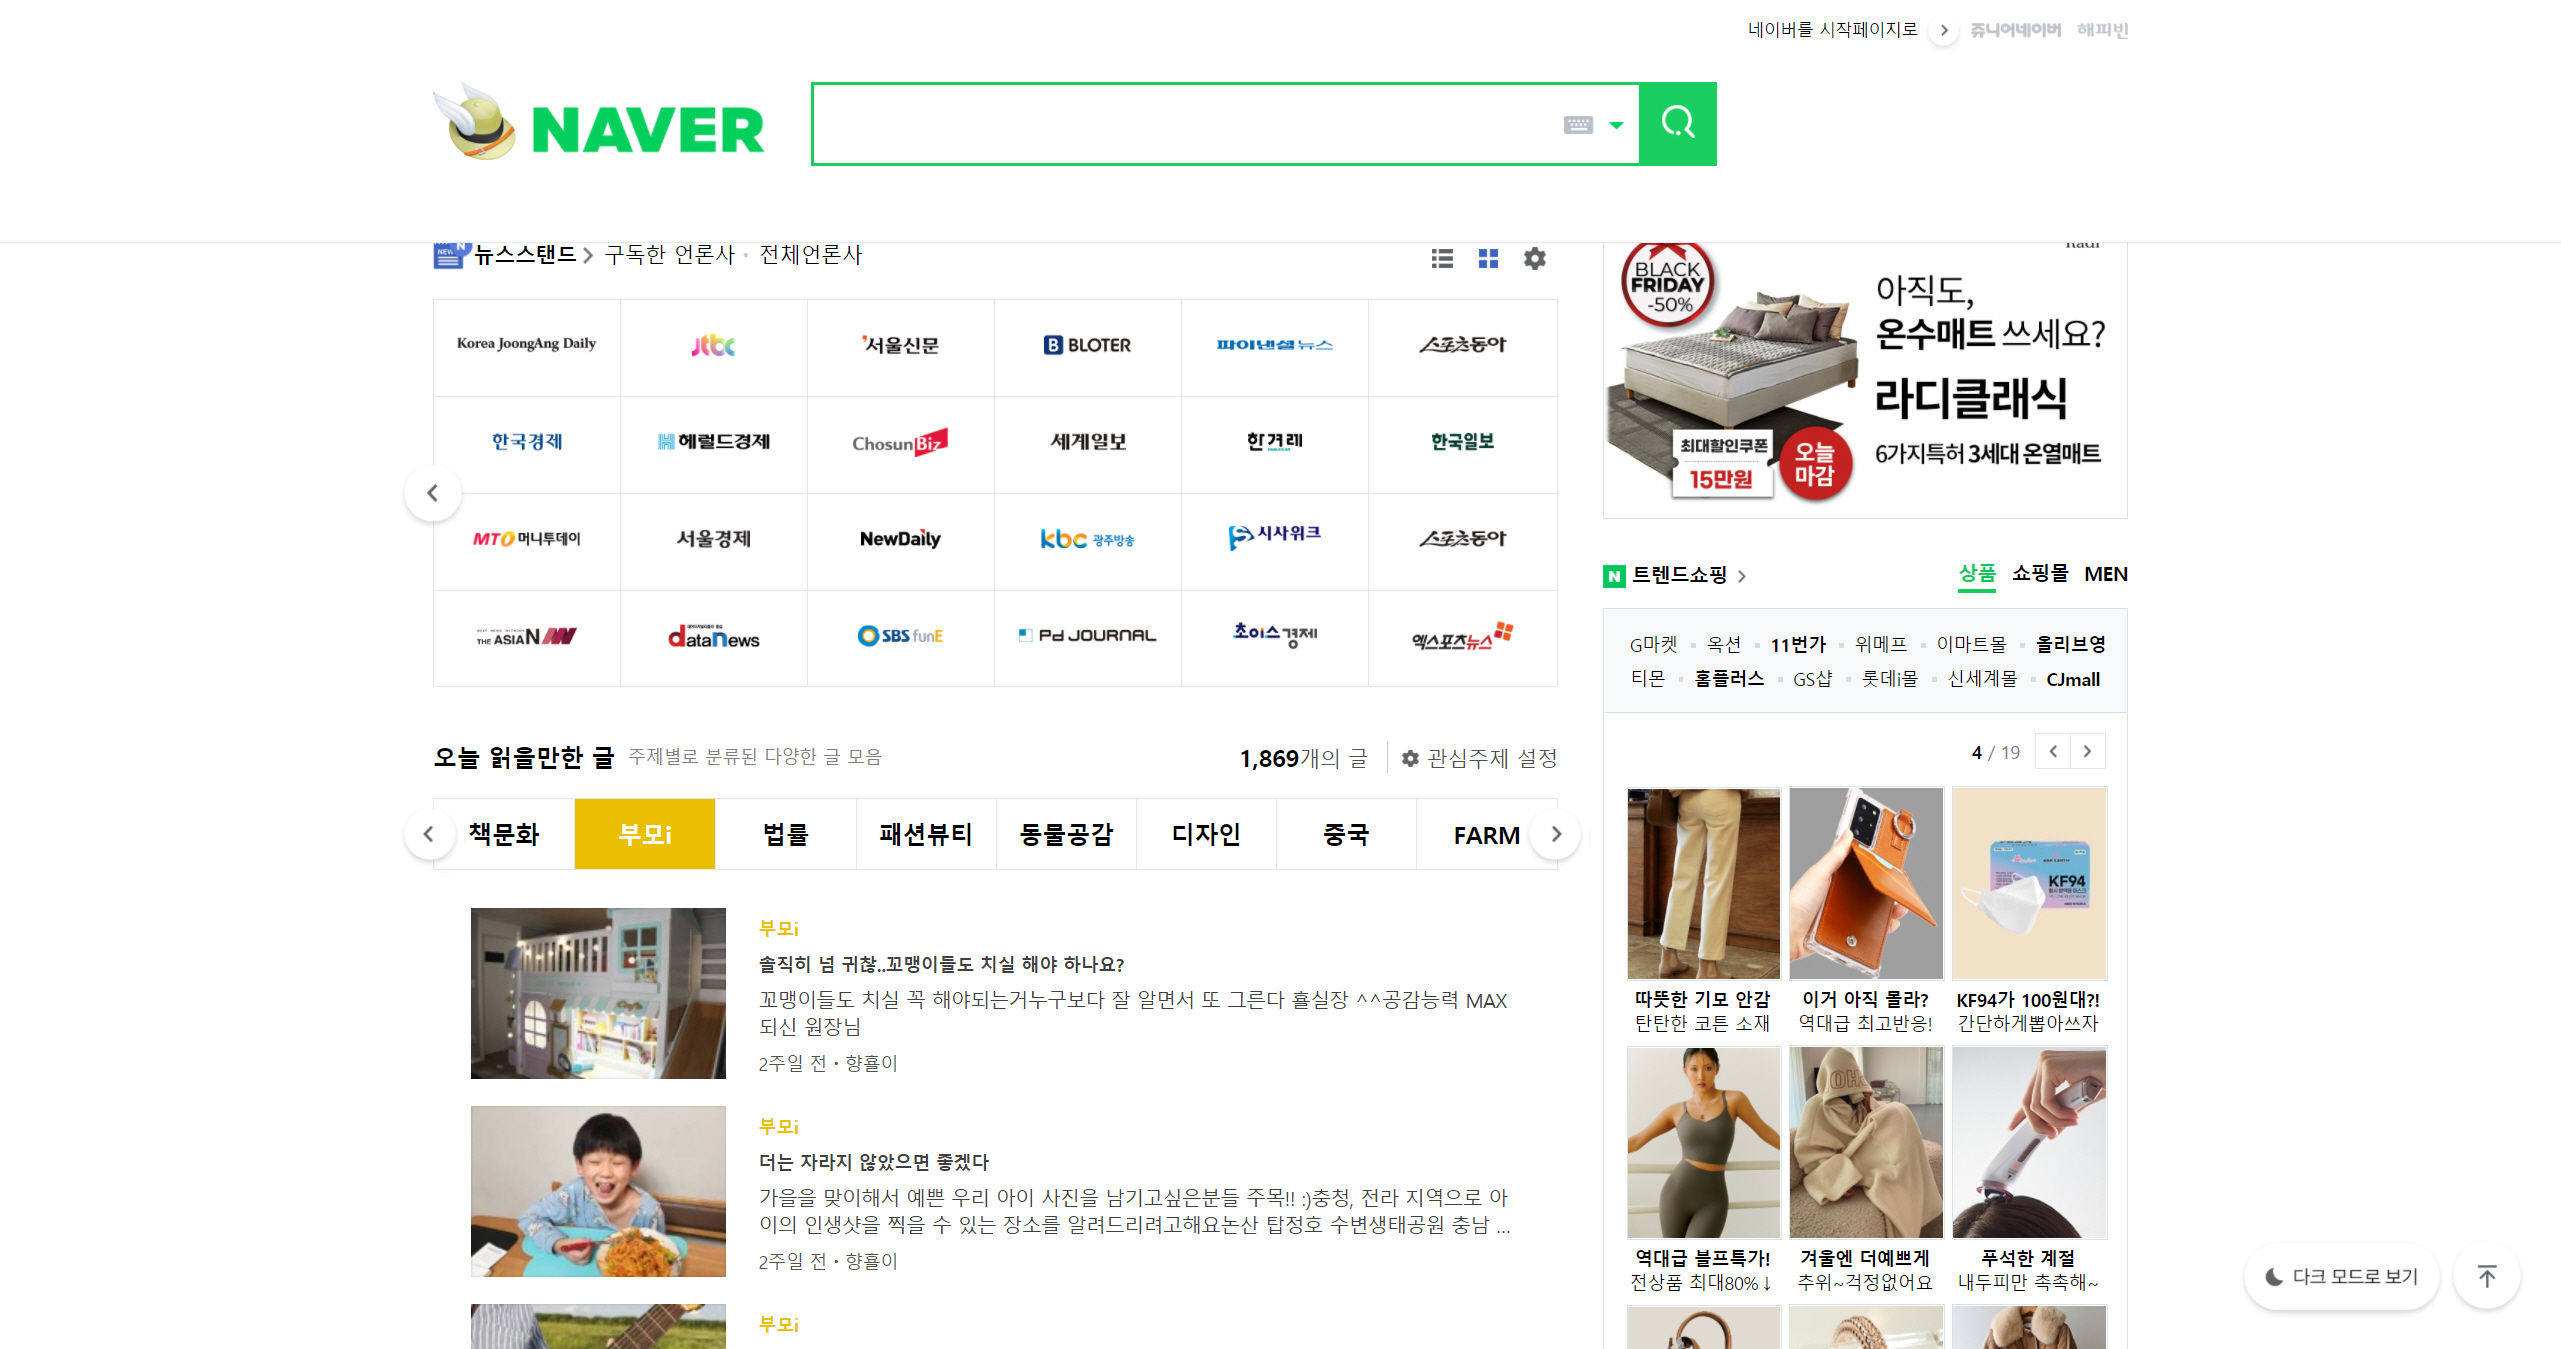 네이버를 시작페이지로 쥬니어네이버 해피빈
NAVER
뉴스스탠드 구독한 언론사 전체언론사
Korea JoongAng Daily jtbc 서울신문 B BLOTER 파이낸셜뉴스 스포츠동아
한국경제 헤럴드경제 ChosunBiz 세계일보 한겨레 한국일보
MTO 머니투데이 서울경제 NewDaily kbc 광주방송 시사위크 스포츠동아
THE ASIAN dataNews SBS funE Pd JOURNAL 초이스경제 엑스포츠뉴스
BLACK
FRIDAY
-50%
아직도,
온수매트 쓰세요?
라디클래식
6가지특허 3세대 온열매트
최대할인쿠폰
15만원
오늘
마감
N 트렌드쇼핑 상품 쇼핑몰 MEN
G마켓 옥션 11번가 위메프 이마트몰 올리브영
티몬 홈플러스 GS샵 롯데i몰 신세계몰 CJmall
4 / 19
KF94
따뜻한 기모 안감
탄탄한 코튼 소재
이거 아직 몰라?
역대급 최고반응!
KF94가 100원대?!
간단하게뽑아쓰자
역대급 블프특가!
전상품 최대80%↓
겨울엔 더예쁘게
추위~걱정없어요
푸석한 계절
내두피만 촉촉해~
오늘 읽을만한 글 주제별로 분류된 다양한 글 모음 1,869개의 글 관심주제 설정
책문화 부모i 법률 패션뷰티 동물공감 디자인 중국 FARM
부모i
솔직히 넘 귀찮..꼬맹이들도 치실 해야 하나요?
꼬맹이들도 치실 꼭 해야되는거누구보다 잘 알면서 또 그른다 횰실장 ^^공감능력 MAX
되신 원장님
2주일 전·향횰이
부모i
더는 자라지 않았으면 좋겠다
가을을 맞이해서 예쁜 우리 아이 사진을 남기고싶은분들 주목!! :)충청, 전라 지역으로 아
이의 인생샷을 찍을 수 있는 장소를 알려드리려고해요논산 탑정호 수변생태공원 충남 ...
2주일 전·향횰이
부모i
다크 모드로 보기